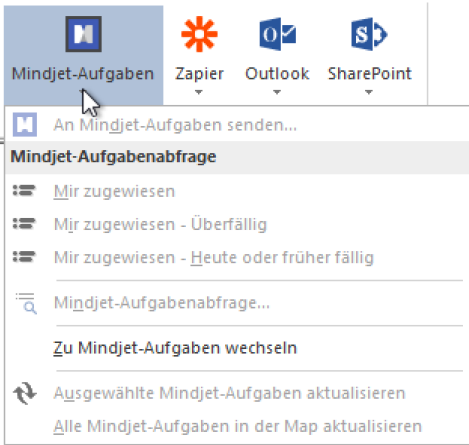 Mindjet-Aufgaben Zapier Outlook SharePoint
An Mindjet-Aufgaben senden...
Mindjet-Aufgabenabfrage
Mir zugewiesen
Mir zugewiesen - Überfällig
Mir zugewiesen - Heute oder früher fällig
Mindjet-Aufgabenabfrage...
Zu Mindjet-Aufgaben wechseln
Ausgewählte Mindjet-Aufgaben aktualisieren
Alle Mindjet-Aufgaben in der Map aktualisieren